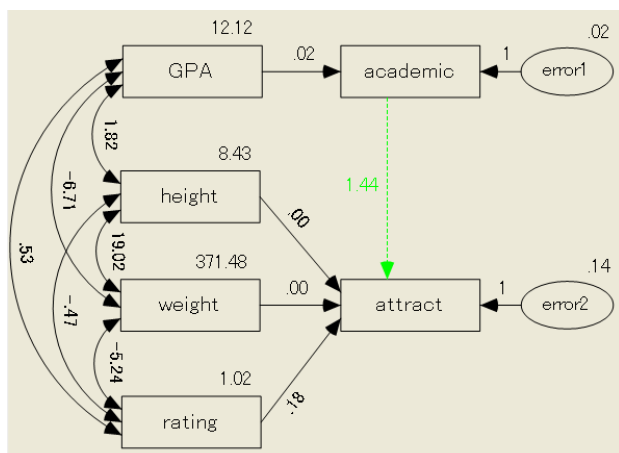 12.12
.02
GPA
.02
academic
1
error1
1.82
8.43
height
-6.71
1.44
.00
.53
19.02
371.48
.14
weight
.00
attract
1
error2
-.47
-5.24
1.02
rating
.18